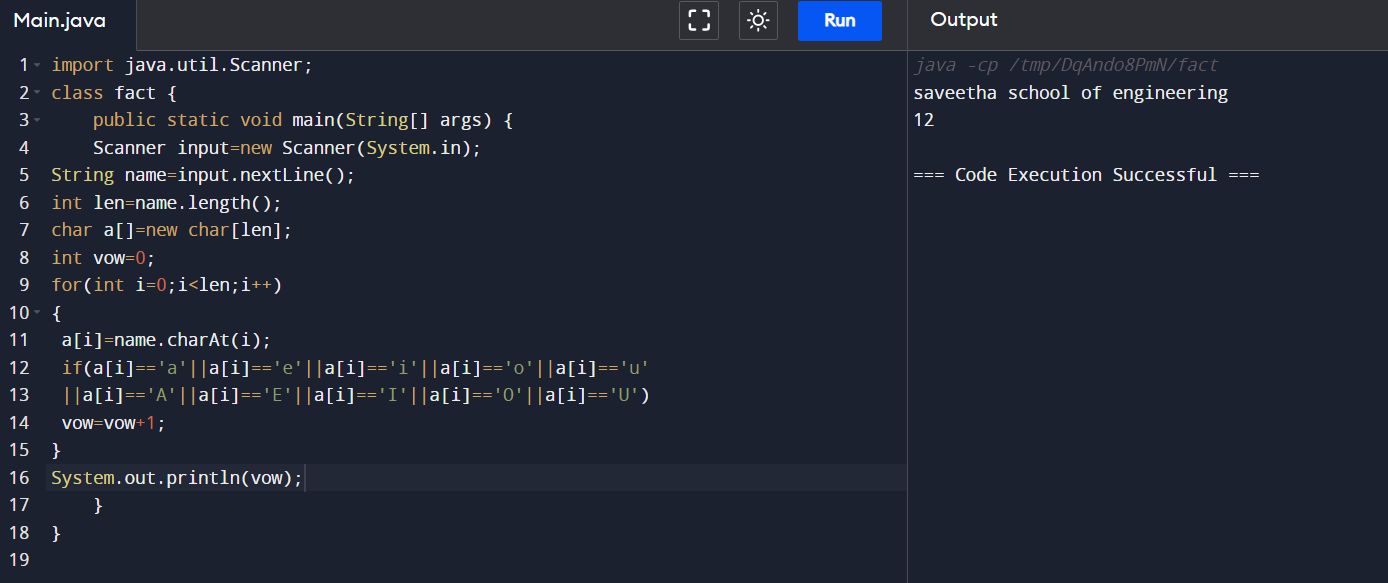 Main.java
Run
Output
1 import java.util.Scanner;
2 class fact {
3     public static void main(String[] args) {
4     Scanner input=new Scanner(System.in);
5 String name=input.nextLine();
6 int len=name.length();
7 char a[]=new char[len];
8 int vow=0;
9 for(int i=0;i<len;i++)
10 {
11  a[i]=name.charAt(i);
12  if(a[i]=='a'||a[i]=='e'||a[i]=='i'||a[i]=='o'||a[i]=='u'
13  ||a[i]=='A'||a[i]=='E'||a[i]=='I'||a[i]=='O'||a[i]=='U')
14  vow=vow+1;
15 }
16 System.out.println(vow);
17     }
18 }
19
java -cp /tmp/DqAndo8PmN/fact
saveetha school of engineering
12
=== Code Execution Successful ===